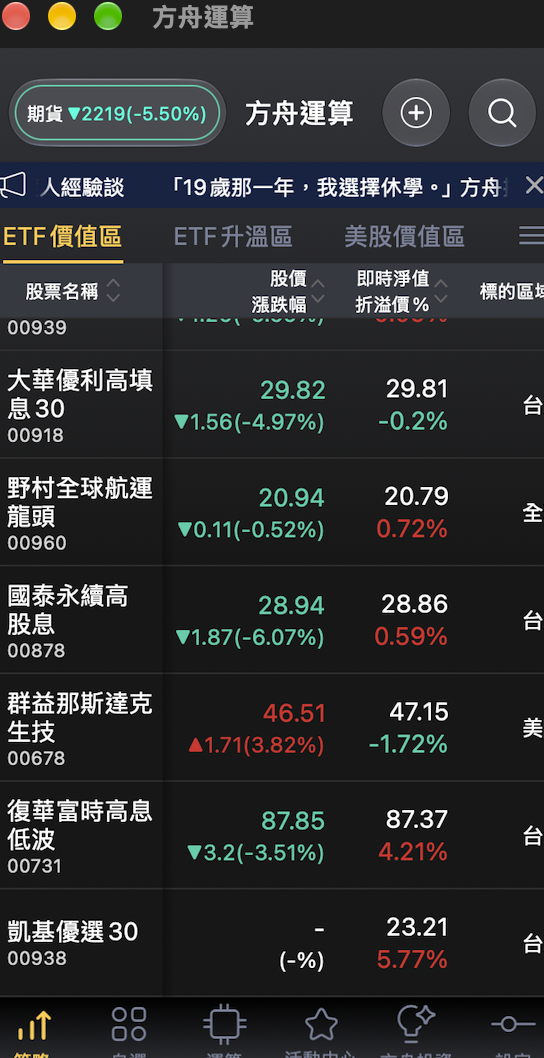 方舟運算
期貨▼2219(-5.50%)
方舟運算
人經驗談 「19歲那一年，我選擇休學。」方舟
ETF價值區 ETF升溫區 美股價值區
股票名稱 股價 漲跌幅 即時淨值 折溢價% 標的區域
00939
大華優利高填息30
00918
29.82
▼1.56(-4.97%)
29.81
-0.2%
台
野村全球航運龍頭
00960
20.94
▼0.11(-0.52%)
20.79
0.72%
全
國泰永續高股息
00878
28.94
▼1.87(-6.07%)
28.86
0.59%
台
群益那斯達克生技
00678
46.51
▲1.71(3.82%)
47.15
-1.72%
美
復華富時高息低波
00731
87.85
▼3.2(-3.51%)
87.37
4.21%
台
凱基優選30
00938
-
(-%)
23.21
5.77%
台